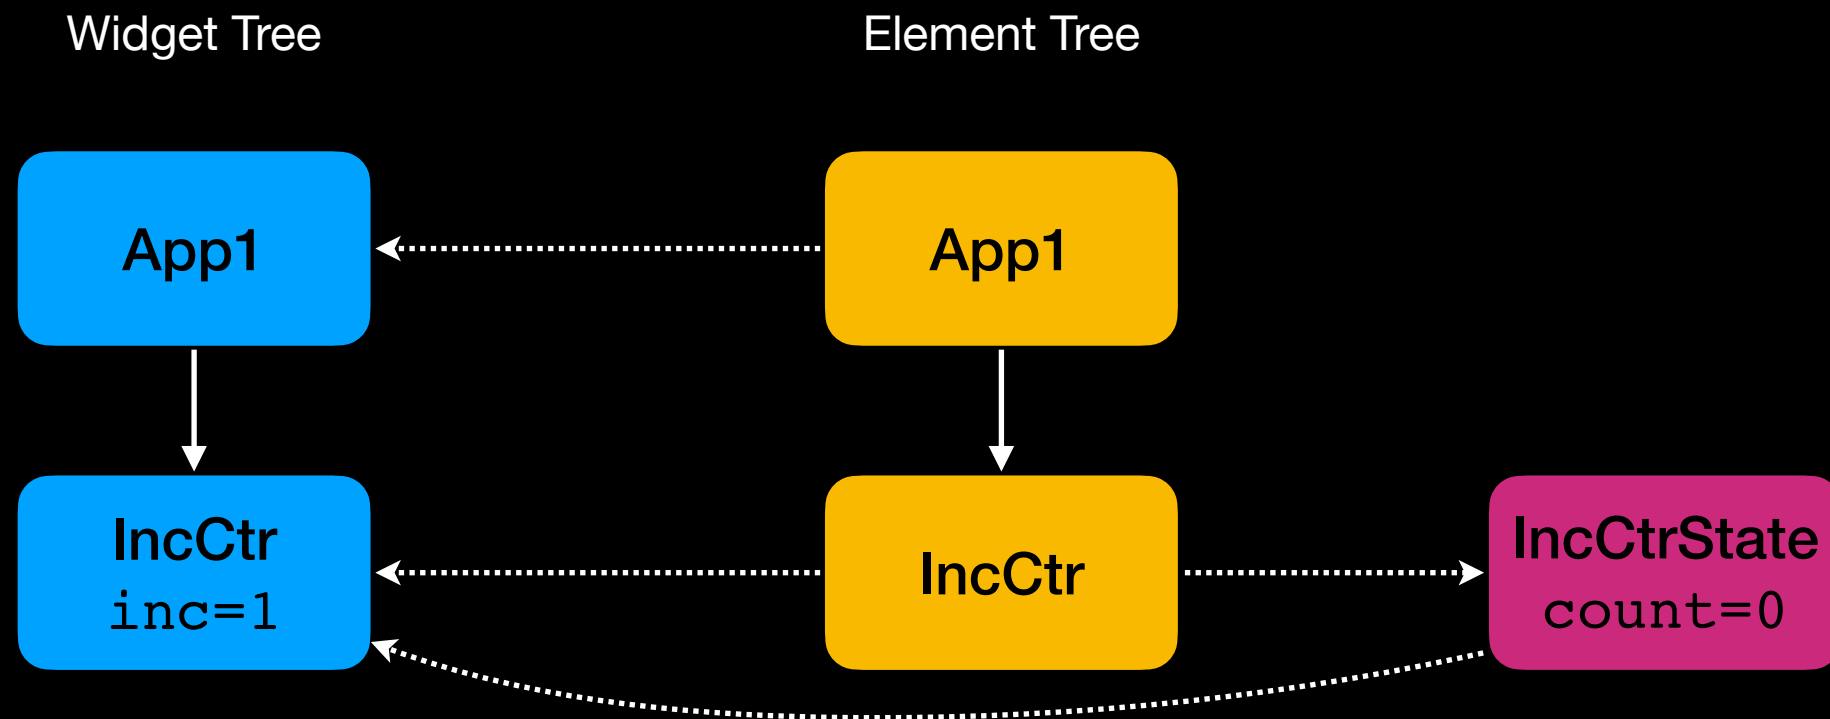 Widget Tree
Element Tree
App1
App1
IncCtr
inc=1
IncCtr
IncCtrState
count=0